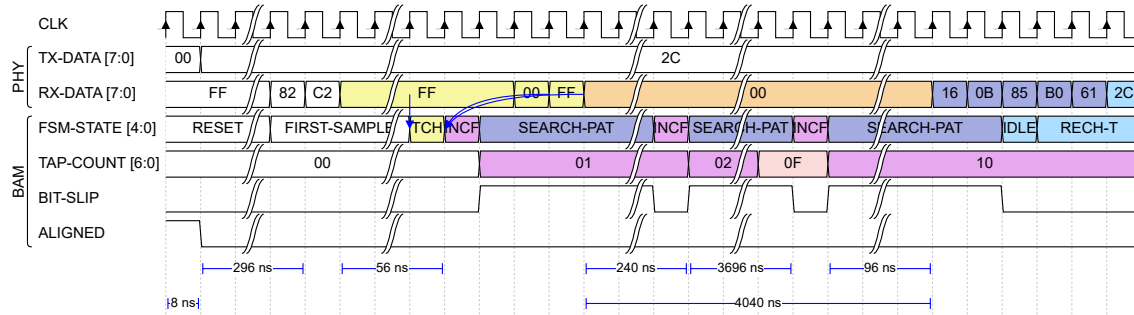 CLK
PHY
TX-DATA [7:0] 00 2C
RX-DATA [7:0] FF 82 C2 FF 00 FF 00 16 0B 85 B0 61 2C
BAM
FSM-STATE [4:0] RESET FIRST-SAMPLE TCH INCF SEARCH-PAT INCF SEARCH-PAT INCF SEARCH-PAT IDLE RECH-T
TAP-COUNT [6:0] 00 01 02 0F 10
BIT-SLIP
ALIGNED
296 ns 56 ns 240 ns 3696 ns 96 ns
8 ns 4040 ns